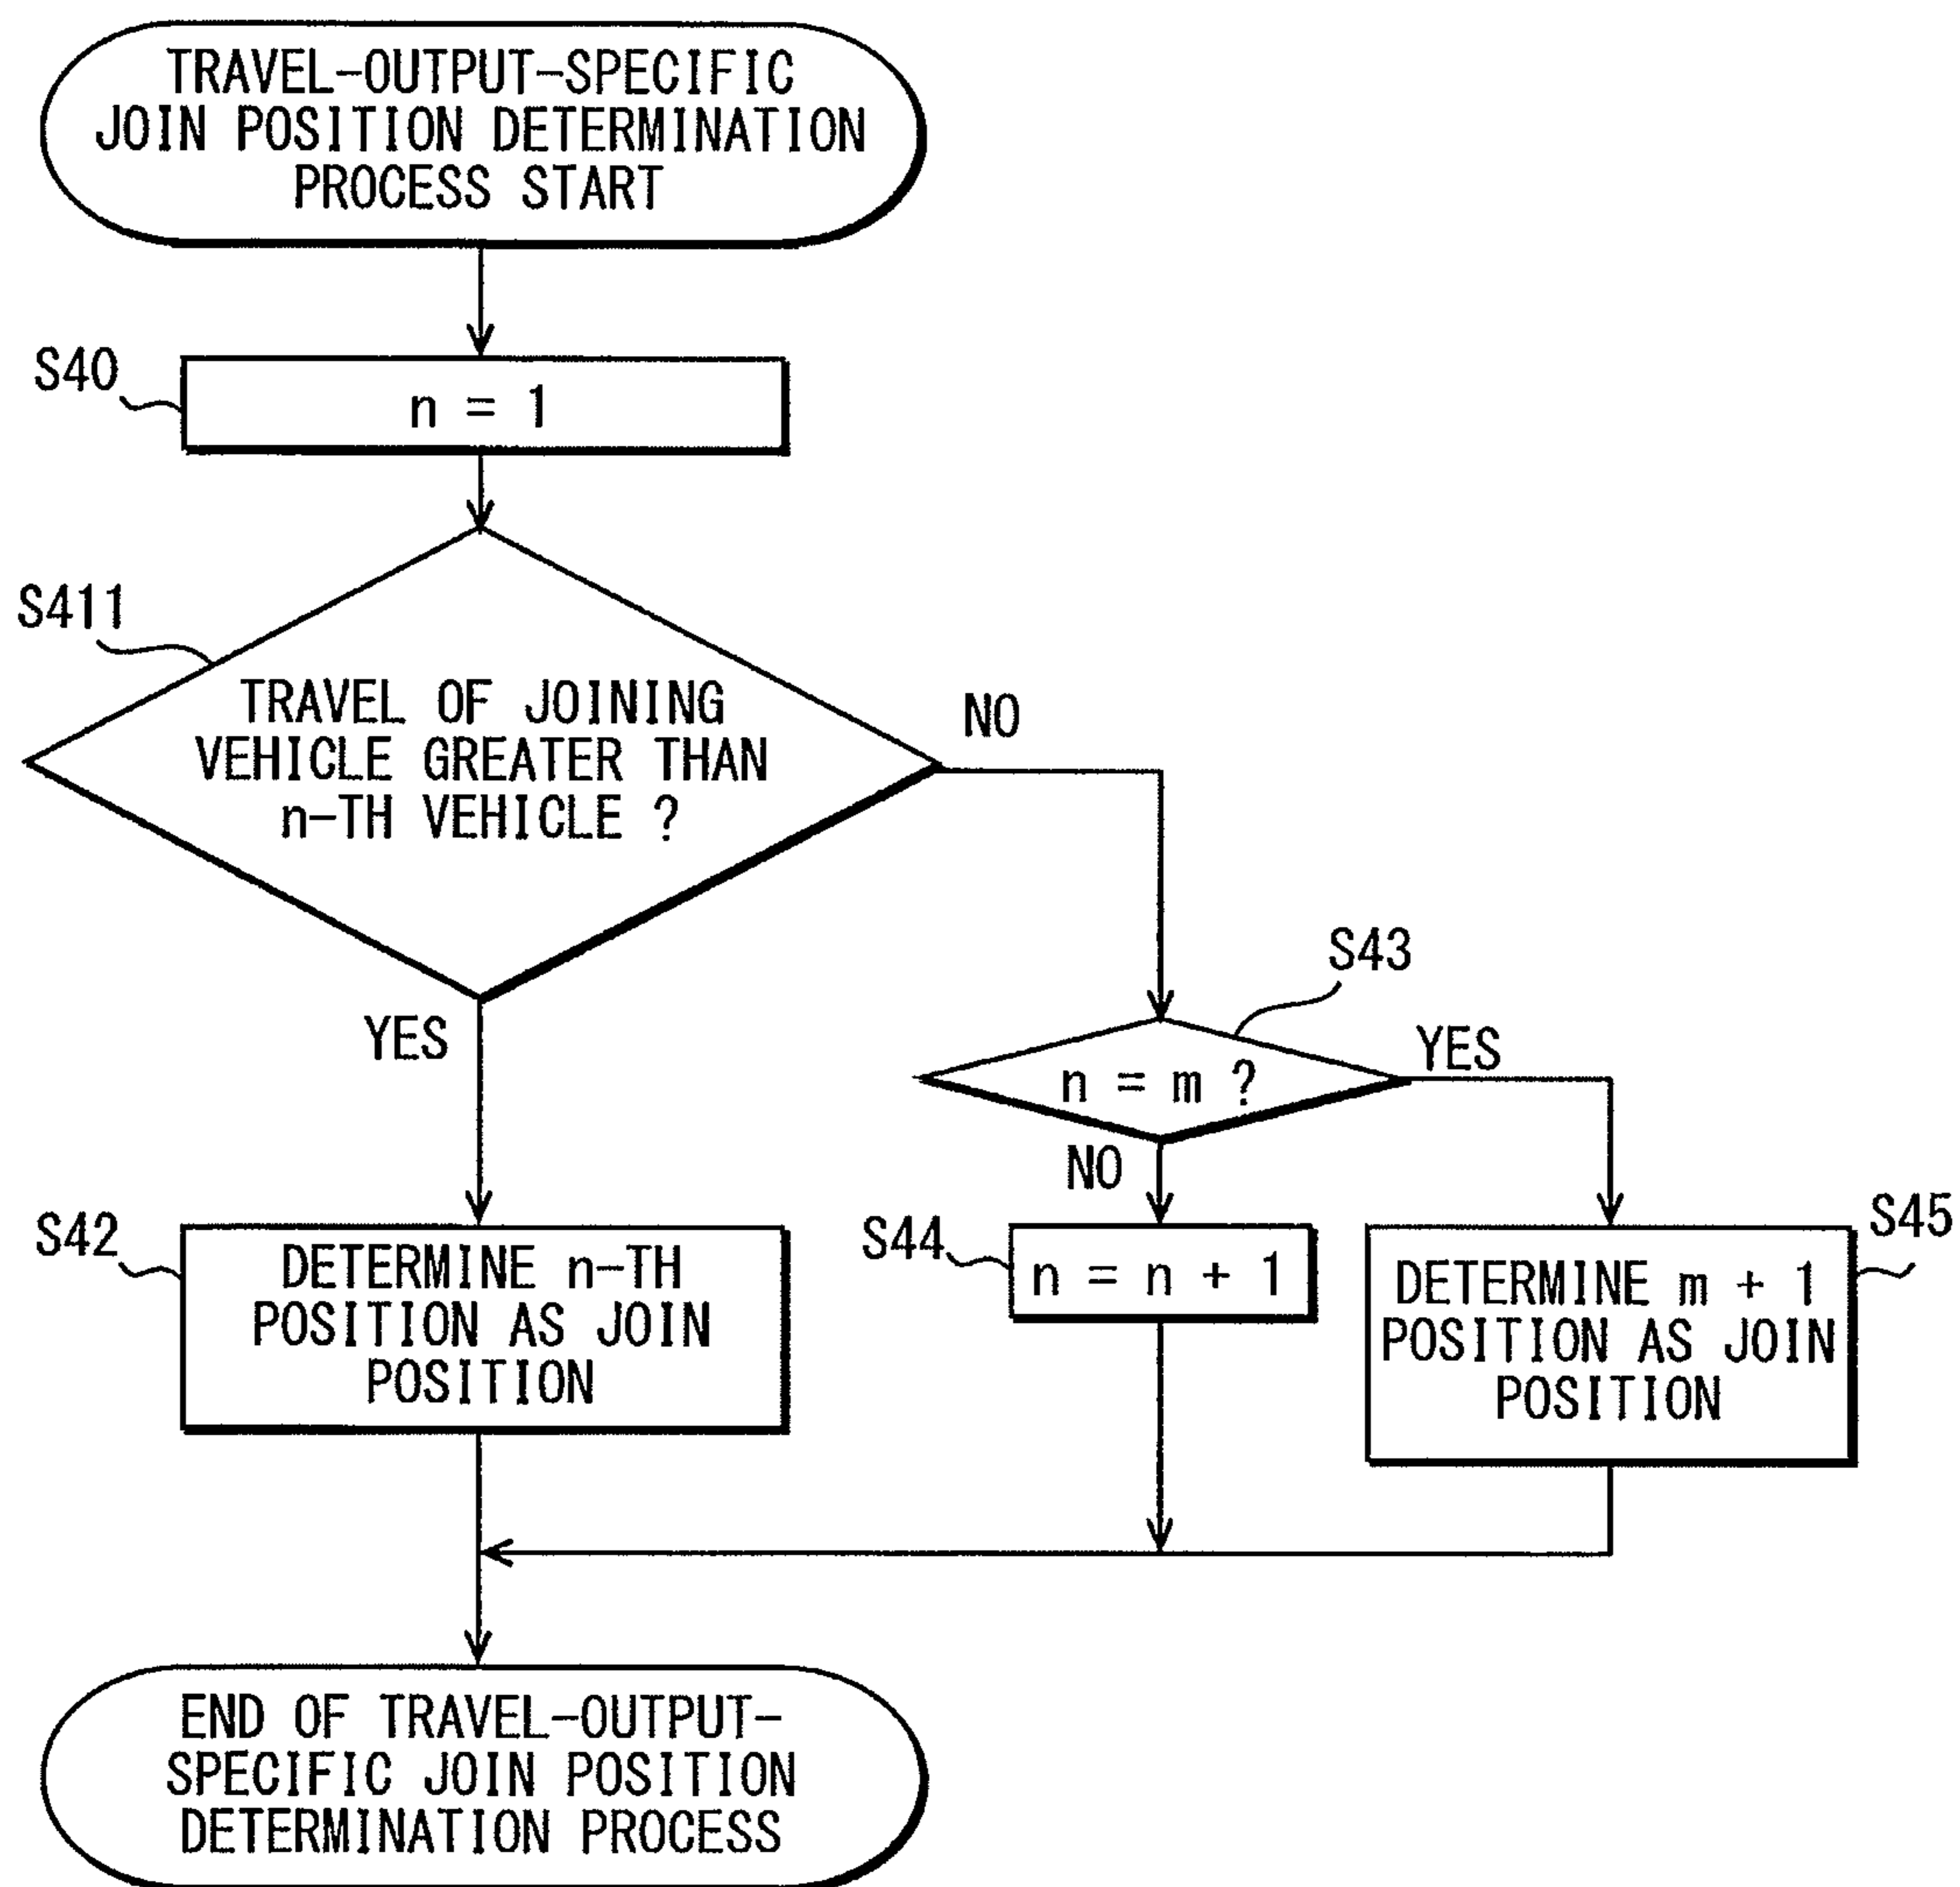 TRAVEL-OUTPUT-SPECIFIC
JOIN POSITION DETERMINATION
PROCESS START
S40
n = 1
S411
TRAVEL OF JOINING
VEHICLE GREATER THAN
n-TH VEHICLE ?
NO
YES
S43
n = m ?
YES
NO
S42
DETERMINE n-TH
POSITION AS JOIN
POSITION
S44
n = n + 1
S45
DETERMINE m + 1
POSITION AS JOIN
POSITION
END OF TRAVEL-OUTPUT-
SPECIFIC JOIN POSITION
DETERMINATION PROCESS